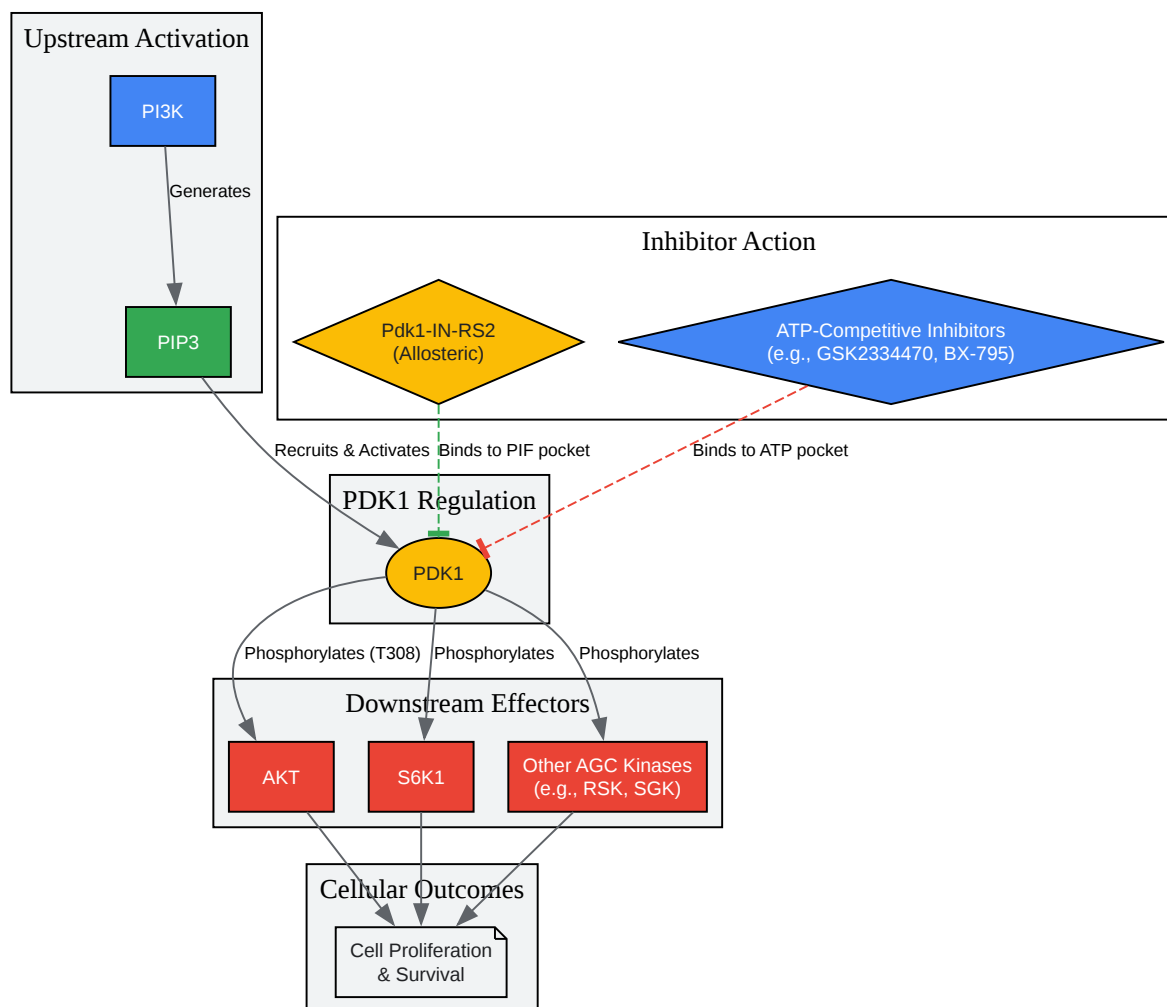 Upstream Activation
PI3K
Generates
PIP3
Inhibitor Action
Pdk1-IN-RS2
(Allosteric)
ATP-Competitive Inhibitors
(e.g., GSK2334470, BX-795)
Recruits & Activates
Binds to PIF pocket
Binds to ATP pocket
PDK1 Regulation
PDK1
Phosphorylates (T308)
Phosphorylates
Phosphorylates
Downstream Effectors
AKT
S6K1
Other AGC Kinases
(e.g., RSK, SGK)
Cellular Outcomes
Cell Proliferation
& Survival